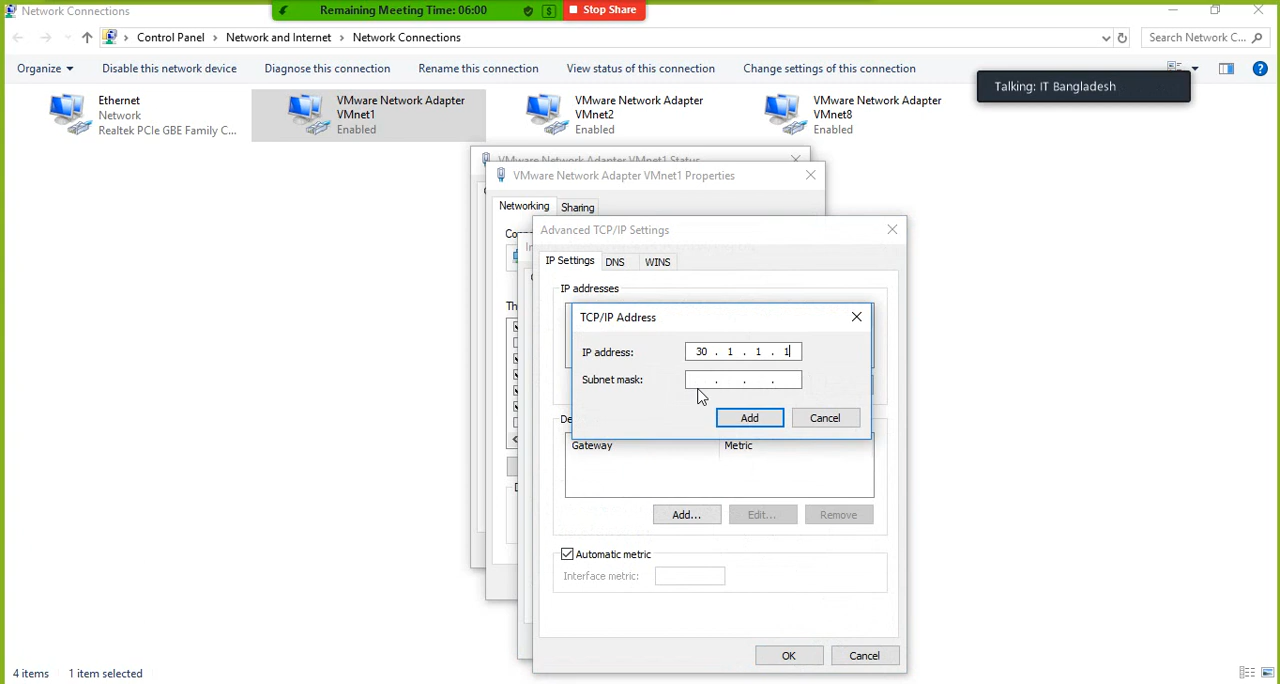 Network Connections
Remaining Meeting Time: 06:00
Stop Share
Control Panel > Network and Internet > Network Connections
Search Network C...
Organize
Disable this network device
Diagnose this connection
Rename this connection
View status of this connection
Change settings of this connection
Talking: IT Bangladesh
Ethernet
Network
Realtek PCIe GBE Family C...
VMware Network Adapter
VMnet1
Enabled
VMware Network Adapter
VMnet2
Enabled
VMware Network Adapter
VMnet8
Enabled
VMware Network Adapter VMnet1 Status
VMware Network Adapter VMnet1 Properties
Networking
Sharing
Advanced TCP/IP Settings
IP Settings
DNS
WINS
IP addresses
TCP/IP Address
IP address:
30 . 1 . 1 . 1
Subnet mask:
. . .
Add
Cancel
Gateway
Metric
Add...
Edit...
Remove
Automatic metric
Interface metric:
OK
Cancel
4 items
1 item selected